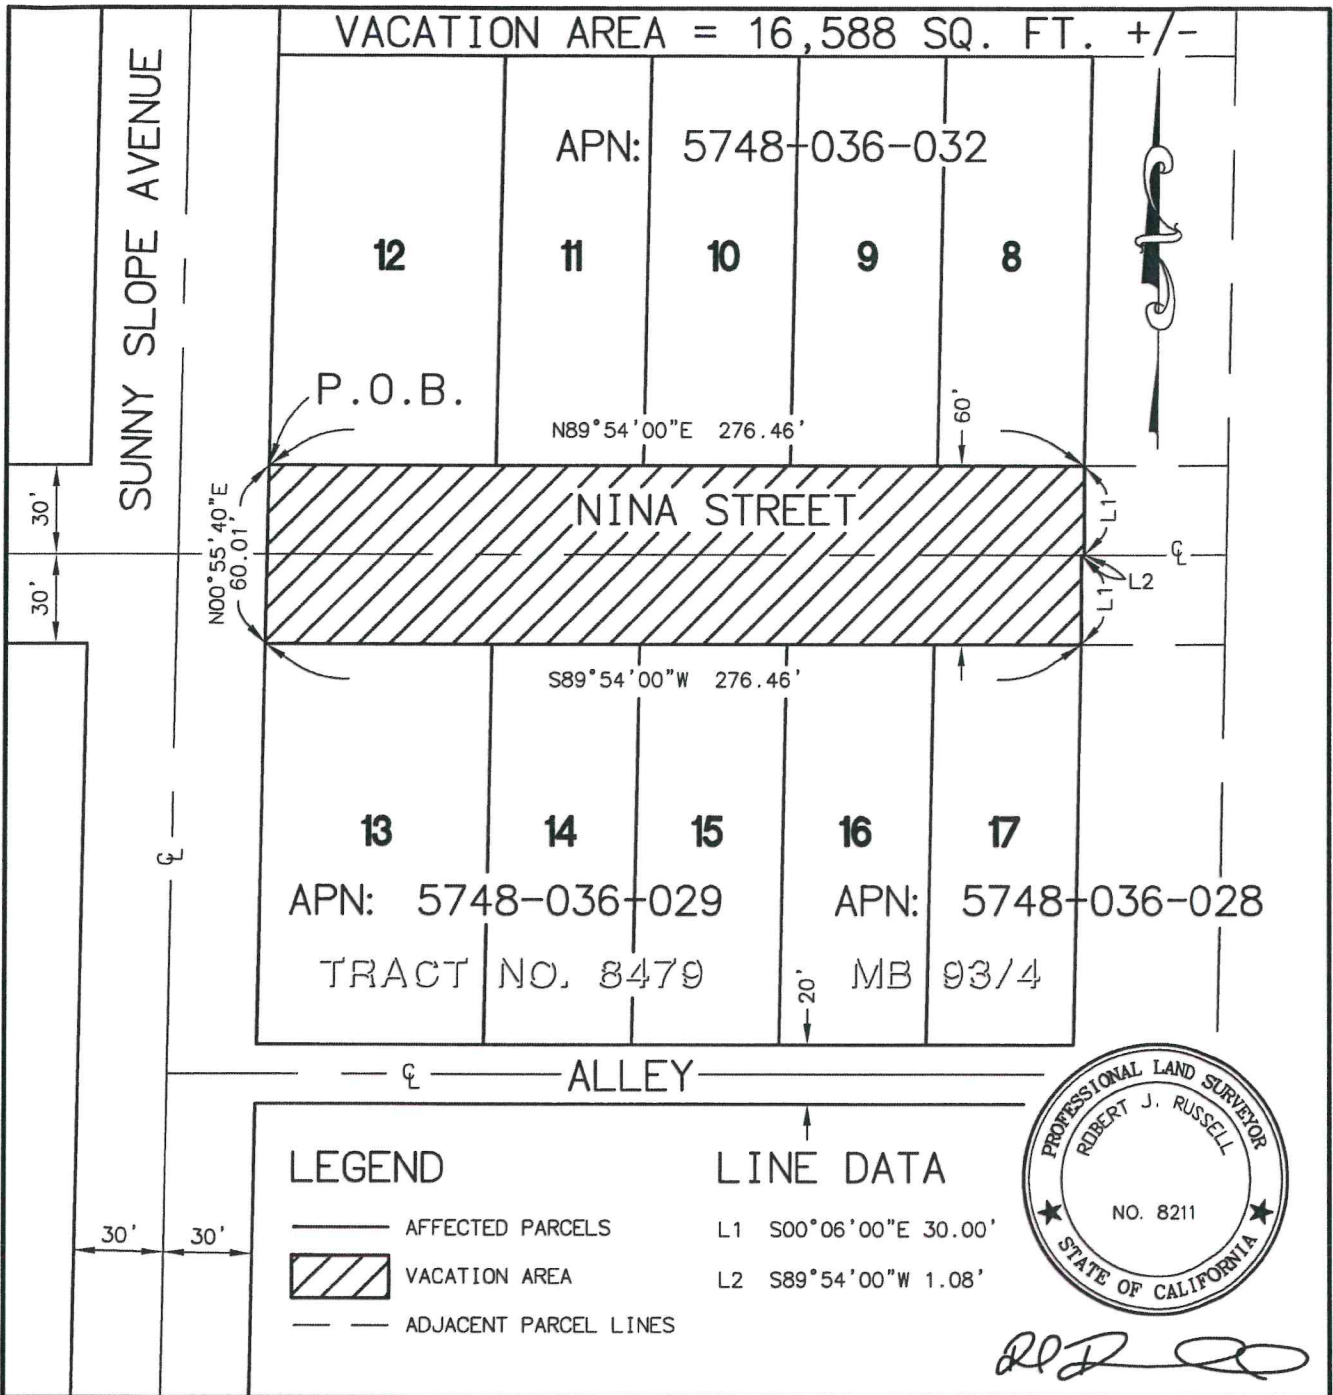 VACATION AREA = 16,588 SQ. FT. +/-
SUNNY SLOPE AVENUE
APN: 5748-036-032
12 11 10 9 8
P.O.B.
N89°54'00"E 276.46'
60'
30'
30'
N00°55'40"E
60.01'
NINA STREET
L1
℄
L2
L1
S89°54'00"W 276.46'
13 14 15 16 17
℄
APN: 5748-036-029
APN: 5748-036-028
TRACT NO. 8479 MB 93/4
20'
℄ ALLEY
LEGEND
AFFECTED PARCELS
VACATION AREA
ADJACENT PARCEL LINES
30' 30'
LINE DATA
L1 S00°06'00"E 30.00'
L2 S89°54'00"W 1.08'
PROFESSIONAL LAND SURVEYOR
ROBERT J. RUSSELL
NO. 8211
STATE OF CALIFORNIA